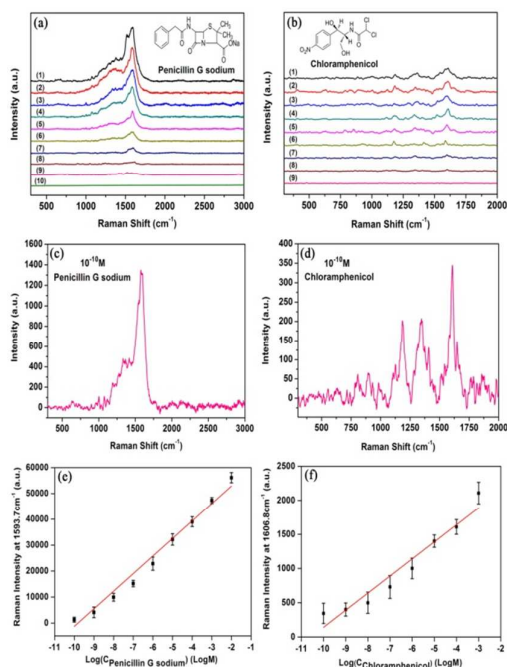 (a)
Penicillin G sodium
(1)
(2)
(3)
(4)
(5)
(6)
(7)
(8)
(9)
(10)
Intensity (a.u.)
500 1000 1500 2000 2500 3000
Raman Shift (cm-1)
(b)
Chloramphenicol
(1)
(2)
(3)
(4)
(5)
(6)
(7)
(8)
(9)
Intensity (a.u.)
500 750 1000 1250 1500 1750 2000
Raman Shift (cm-1)
(c)
10-10M
Penicillin G sodium
1600
1400
1200
1000
800
600
400
200
0
Intensity (a.u.)
500 1000 1500 2000 2500 3000
Raman Shift (cm-1)
(d)
10-10M
Chloramphenicol
400
350
300
250
200
150
100
50
0
-50
Intensity (a.u.)
500 750 1000 1250 1500 1750 2000
Raman Shift (cm-1)
(e)
60000
50000
40000
30000
20000
10000
0
Raman Intensity at 1593.7cm-1 (a.u.)
-11 -10 -9 -8 -7 -6 -5 -4 -3 -2 -1
Log(CPenicillin G sodium) (LogM)
(f)
2500
2000
1500
1000
500
0
Raman Intensity at 1606.8cm-1 (a.u.)
-11 -10 -9 -8 -7 -6 -5 -4 -3 -2
Log(CChloramphenicol) (LogM)